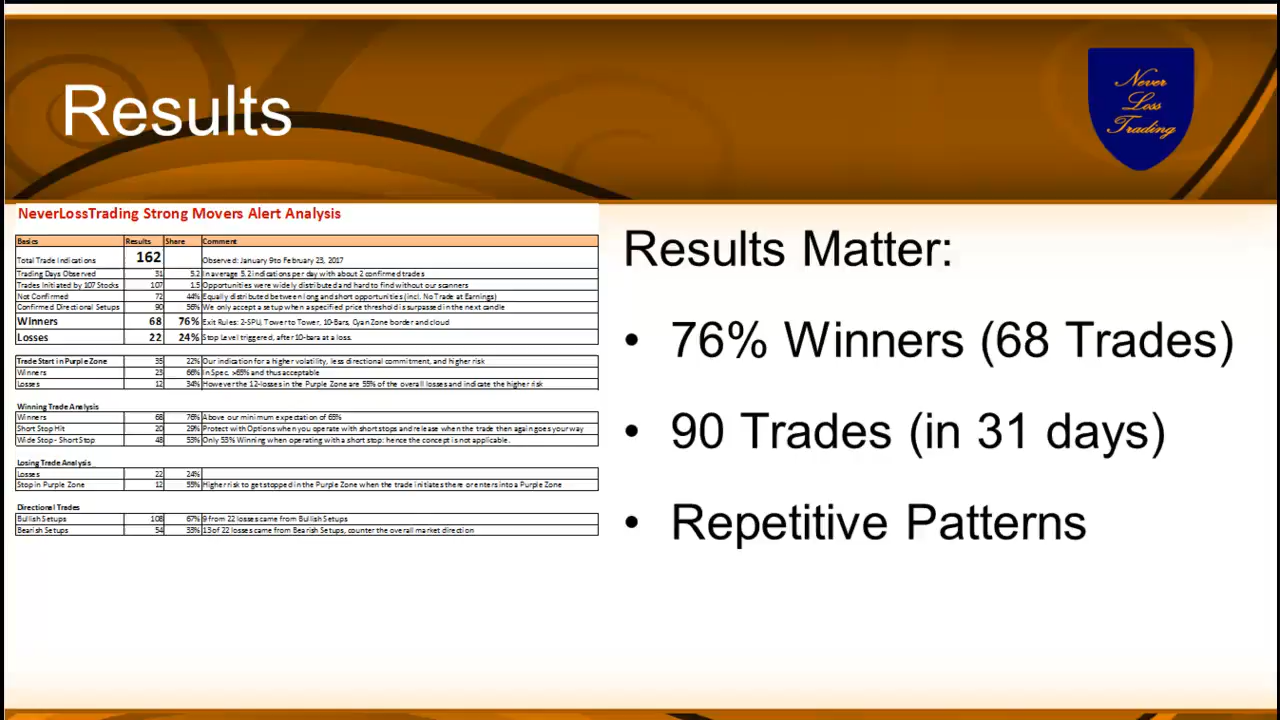 Results
Never
Loss
Trading
NeverLossTrading Strong Movers Alert Analysis
Basics Results Share Comment
Total Trade Indications 162 Observed: January 9to February 23, 2017
Trading Days Observed 31 5.2 In average 5.2 indications per day with about 2 confirmed trades
Trades Initiated by 107 Stocks 107 1.5 Opportunities were widely distributed and hard to find without our scanners
Not Confirmed 72 44% Equally distributed between long and short opportunities (incl. No Trade at Earnings)
Confirmed Directional Setups 90 56% We only accept a setup when a specified price threshold is surpassed in the next candle
Winners 68 76% Exit Rules: 2-SPU, Tower to Tower, 10-Bars, Cyan Zone border and cloud
Losses 22 24% Stop Level triggered, after 10-bars at a loss.
Trade Start in Purple Zone 35 22% Our indication for a higher volatility, less directional commitment, and higher risk
Winners 23 66% In Spec. >65% and thus acceptable
Losses 12 34% However the 12-losses in the Purple Zone are 55% of the overall losses and indicate the higher risk
Winning Trade Analysis
Winners 68 76% Above our minimum expectation of 65%
Short Stop Hit 20 29% Protect with Options when you operate with short stops and release when the trade then again goes your way
Wide Stop - Short Stop 48 53% Only 53% Winning when operating with a short stop: hence the concept is not applicable.
Losing Trade Analysis
Losses 22 24%
Stop in Purple Zone 12 55% Higher risk to get stopped in the Purple Zone when the trade initiates there or enters into a Purple Zone
Directional Trades
Bullish Setups 108 67% 9 from 22 losses came from Bullish Setups
Bearish Setups 54 33% 13 of 22 losses came from Bearish Setups, counter the overall market direction
Results Matter:
• 76% Winners (68 Trades)
• 90 Trades (in 31 days)
• Repetitive Patterns